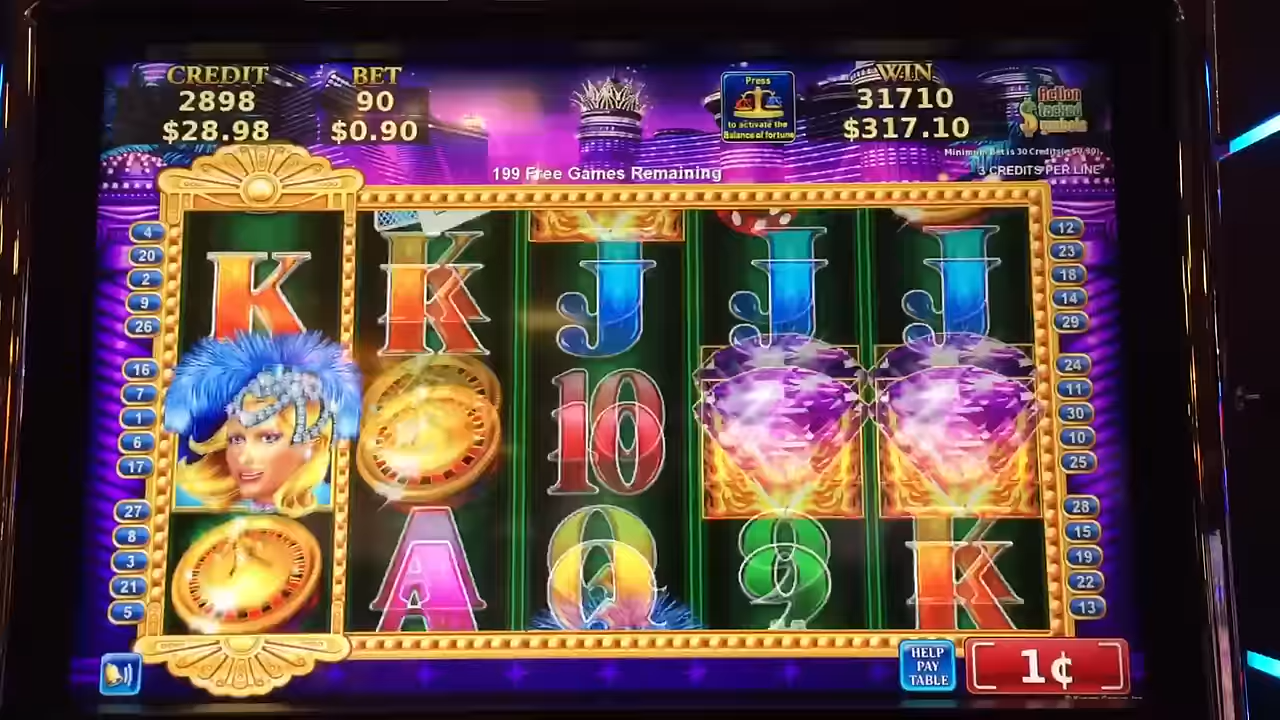 CREDIT
2898
$28.98
BET
90
$0.90
Press
to activate the
Balance of fortune
WIN
31710
$317.10
Action
$tacked
symbols
Minimum Bet is 30 Credits
3 CREDITS PER LINE
199 Free Games Remaining
4
20
2
9
26
16
7
1
6
17
27
8
3
21
5
K K J J J
10
A Q 9 K
12
23
18
14
29
24
11
30
10
25
28
15
19
22
13
HELP
PAY
TABLE
1¢